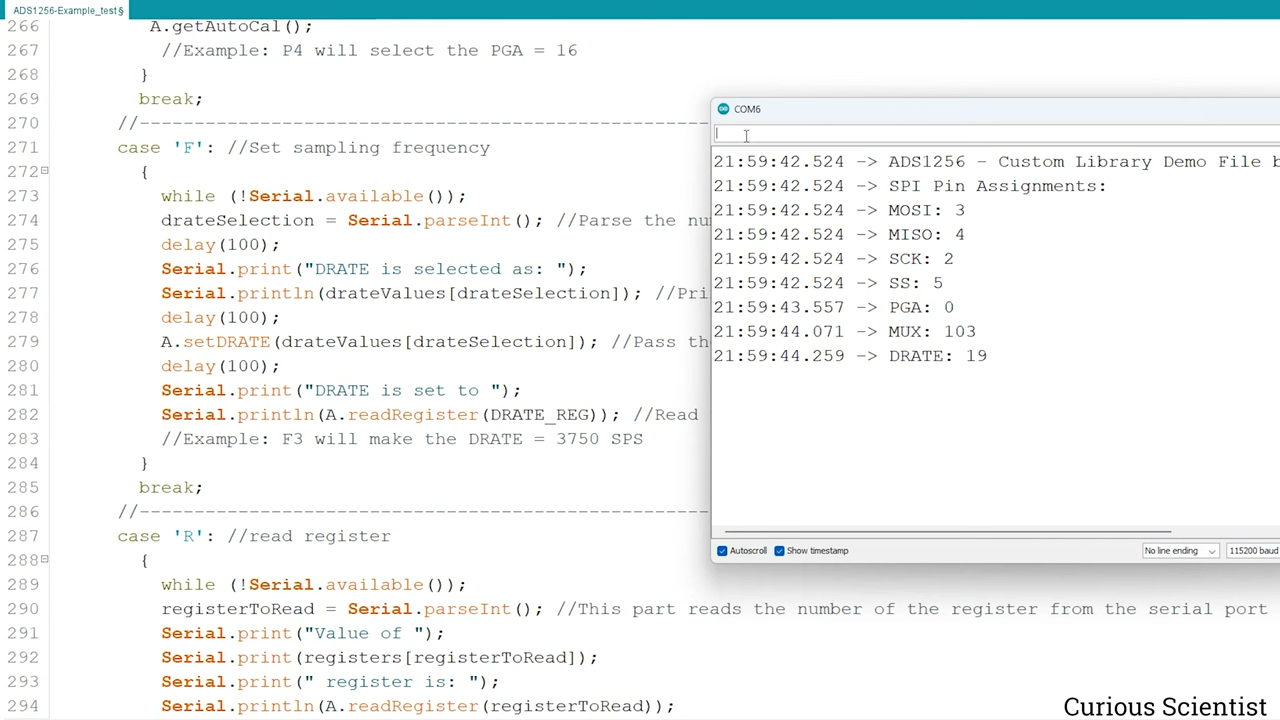 ADS1256-Example_test§
266 A.getAutoCal();
267 //Example: P4 will select the PGA = 16
268 }
269 break;
270 //-----------------------------------------------------
271 case 'F': //Set sampling frequency
272 {
273 while (!Serial.available());
274 drateSelection = Serial.parseInt(); //Parse the nu
275 delay(100);
276 Serial.print("DRATE is selected as: ");
277 Serial.println(drateValues[drateSelection]); //Pri
278 delay(100);
279 A.setDRATE(drateValues[drateSelection]); //Pass th
280 delay(100);
281 Serial.print("DRATE is set to ");
282 Serial.println(A.readRegister(DRATE_REG)); //Read
283 //Example: F3 will make the DRATE = 3750 SPS
284 }
285 break;
286 //-----------------------------------------------------
287 case 'R': //read register
288 {
289 while (!Serial.available());
290 registerToRead = Serial.parseInt(); //This part reads the number of the register from the serial port
291 Serial.print("Value of ");
292 Serial.print(registers[registerToRead]);
293 Serial.print(" register is: ");
294 Serial.println(A.readRegister(registerToRead));
COM6
21:59:42.524 -> ADS1256 - Custom Library Demo File b
21:59:42.524 -> SPI Pin Assignments:
21:59:42.524 -> MOSI: 3
21:59:42.524 -> MISO: 4
21:59:42.524 -> SCK: 2
21:59:42.524 -> SS: 5
21:59:43.557 -> PGA: 0
21:59:44.071 -> MUX: 103
21:59:44.259 -> DRATE: 19
Autoscroll Show timestamp No line ending 115200 baud
Curious Scientist